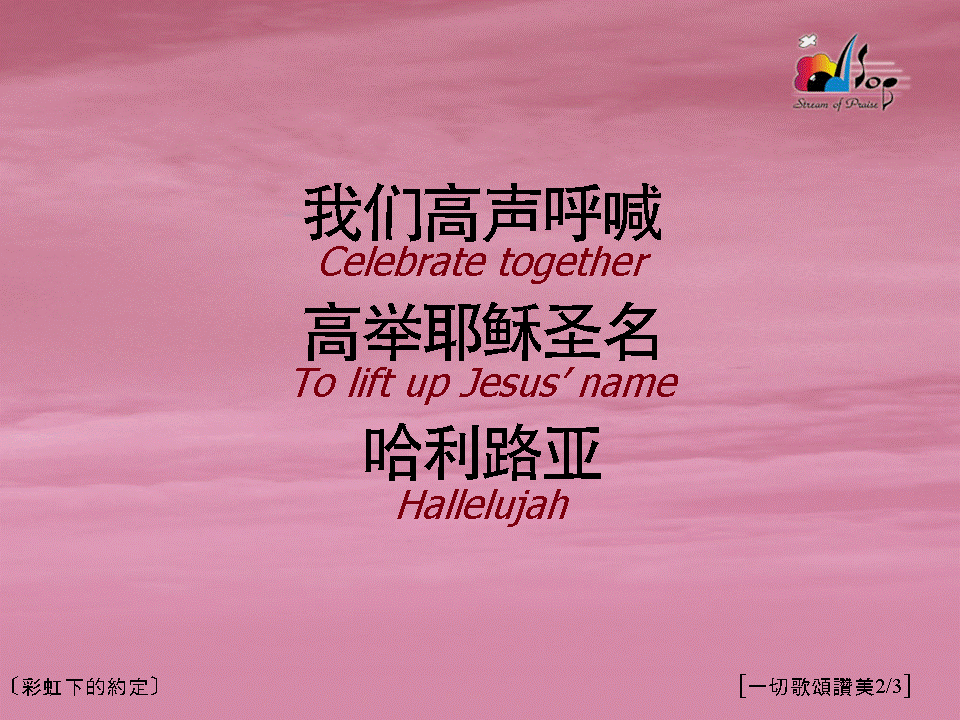 Sop
Stream of Praise
我们高声呼喊
Celebrate together
高举耶稣圣名
To lift up Jesus’ name
哈利路亚
Hallelujah
〔彩虹下的約定〕
[一切歌頌讚美2/3]